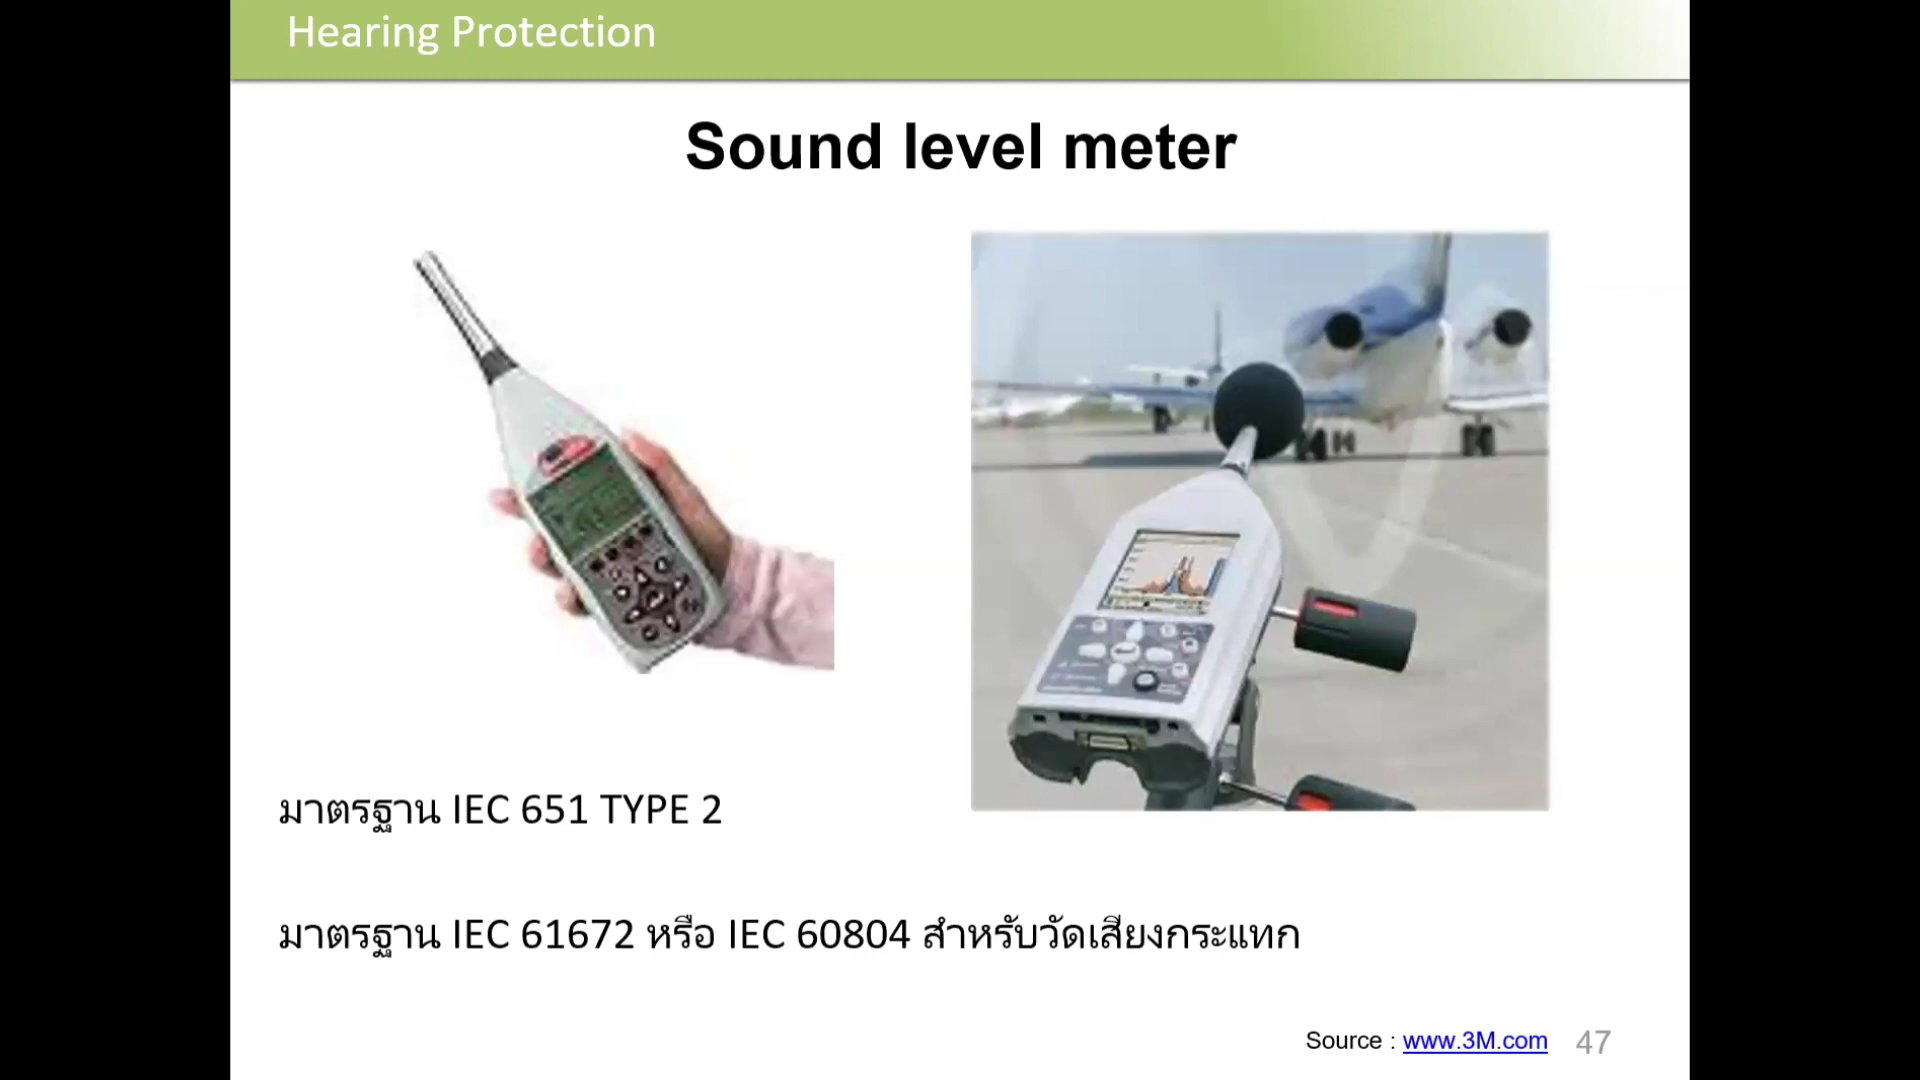 Hearing Protection
Sound level meter
มาตรฐาน IEC 651 TYPE 2
มาตรฐาน IEC 61672 หรือ IEC 60804 สำหรับวัดเสียงกระแทก
Source : www.3M.com
47